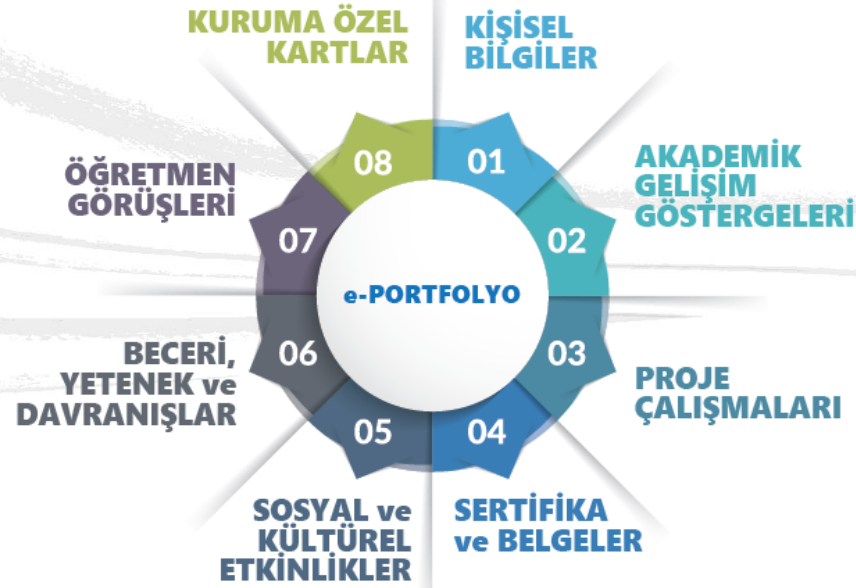 KURUMA ÖZEL
KARTLAR
08
KİŞİSEL
BİLGİLER
01
AKADEMİK
GELİŞİM
GÖSTERGELERİ
02
PROJE
ÇALIŞMALARI
03
SERTİFİKA
ve BELGELER
04
SOSYAL ve
KÜLTÜREL
ETKİNLİKLER
05
BECERİ,
YETENEK ve
DAVRANIŞLAR
06
ÖĞRETMEN
GÖRÜŞLERİ
07
e-PORTFOLYO